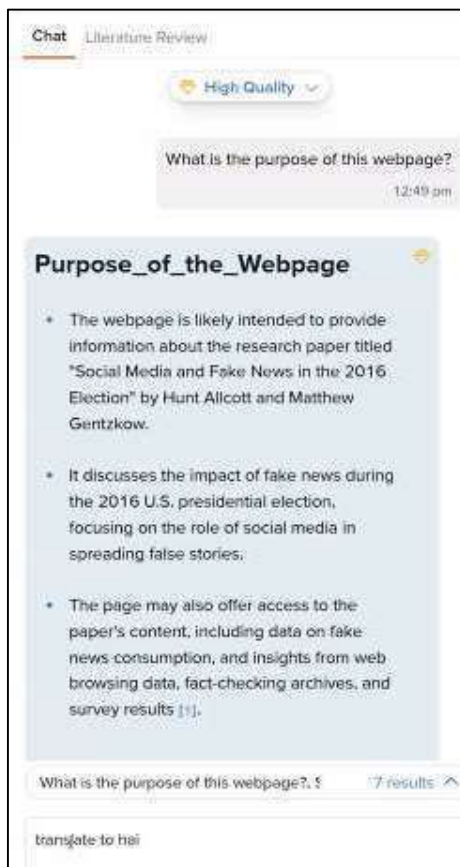 Chat Literature Review
High Quality
What is the purpose of this webpage?
12:49 pm
Purpose_of_the_Webpage
• The webpage is likely intended to provide
information about the research paper titled
"Social Media and Fake News in the 2016
Election" by Hunt Allcott and Matthew
Gentzkow.
• It discusses the impact of fake news during
the 2016 U.S. presidential election,
focusing on the role of social media in
spreading false stories.
• The page may also offer access to the
paper's content, including data on fake
news consumption, and insights from web
browsing data, fact-checking archives, and
survey results [1].
What is the purpose of this webpage?, S
7 results
translate to hai